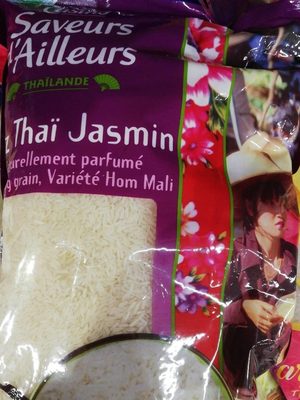 Saveurs
d'Ailleurs
THAÏLANDE
z Thaï Jasmin
urellement parfumé
g grain, Variété Hom Mali